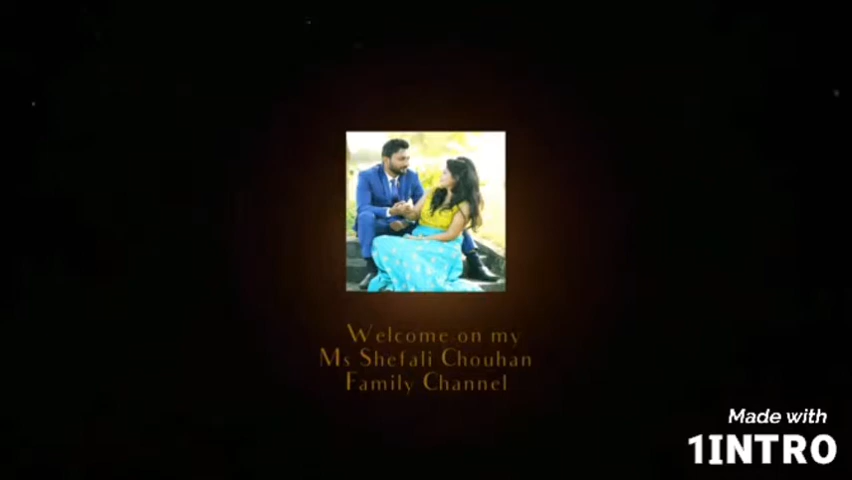 Welcome on my
Ms Shefali Chouhan
Family Channel
Made with
1INTRO